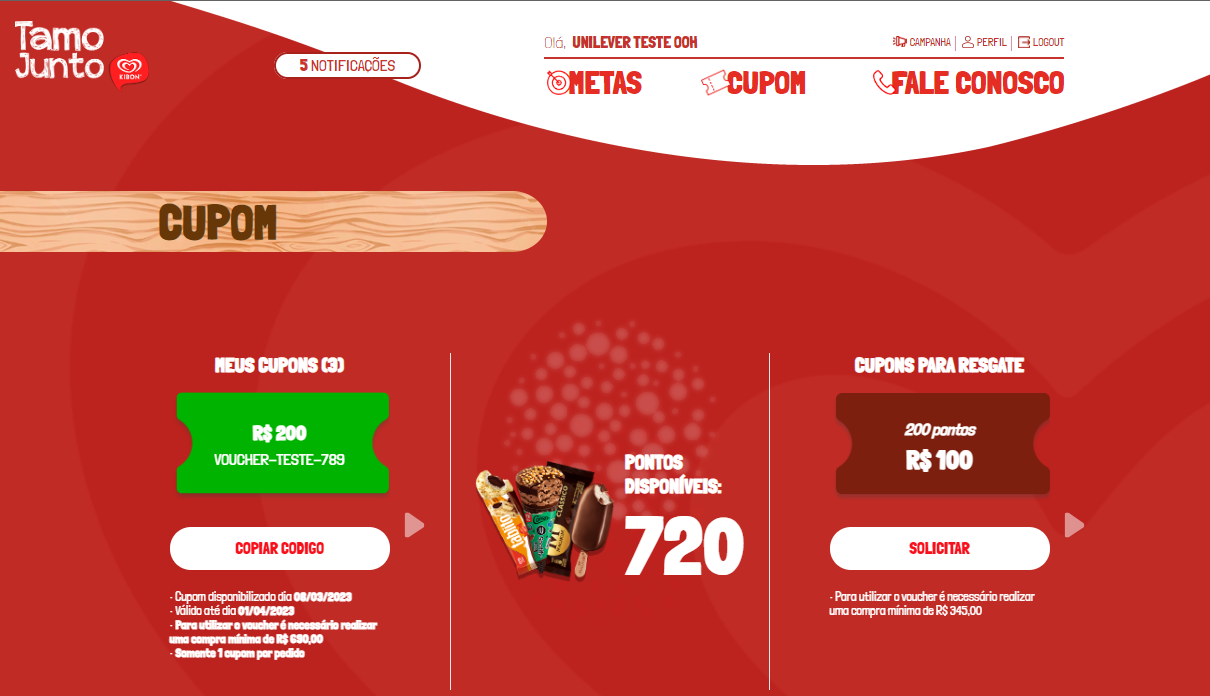 Tamo
Junto
KIBON
5 NOTIFICAÇÕES
Olá, UNILEVER TESTE OOH
CAMPANHA | PERFIL | LOGOUT
METAS
CUPOM
FALE CONOSCO
CUPOM
MEUS CUPONS (3)
R$ 200
VOUCHER-TESTE-789
COPIAR CODIGO
- Cupom disponibilizado dia 08/03/2023
- Válido até dia 01/04/2023
- Para utilizar o voucher é necessário realizar
uma compra mínima de R$ 690,00
- Somente 1 cupom por pedido
tablito
CLASSICO
M
PONTOS
DISPONÍVEIS:
720
CUPONS PARA RESGATE
200 pontos
R$ 100
SOLICITAR
- Para utilizar o voucher é necessário realizar
uma compra mínima de R$ 345,00